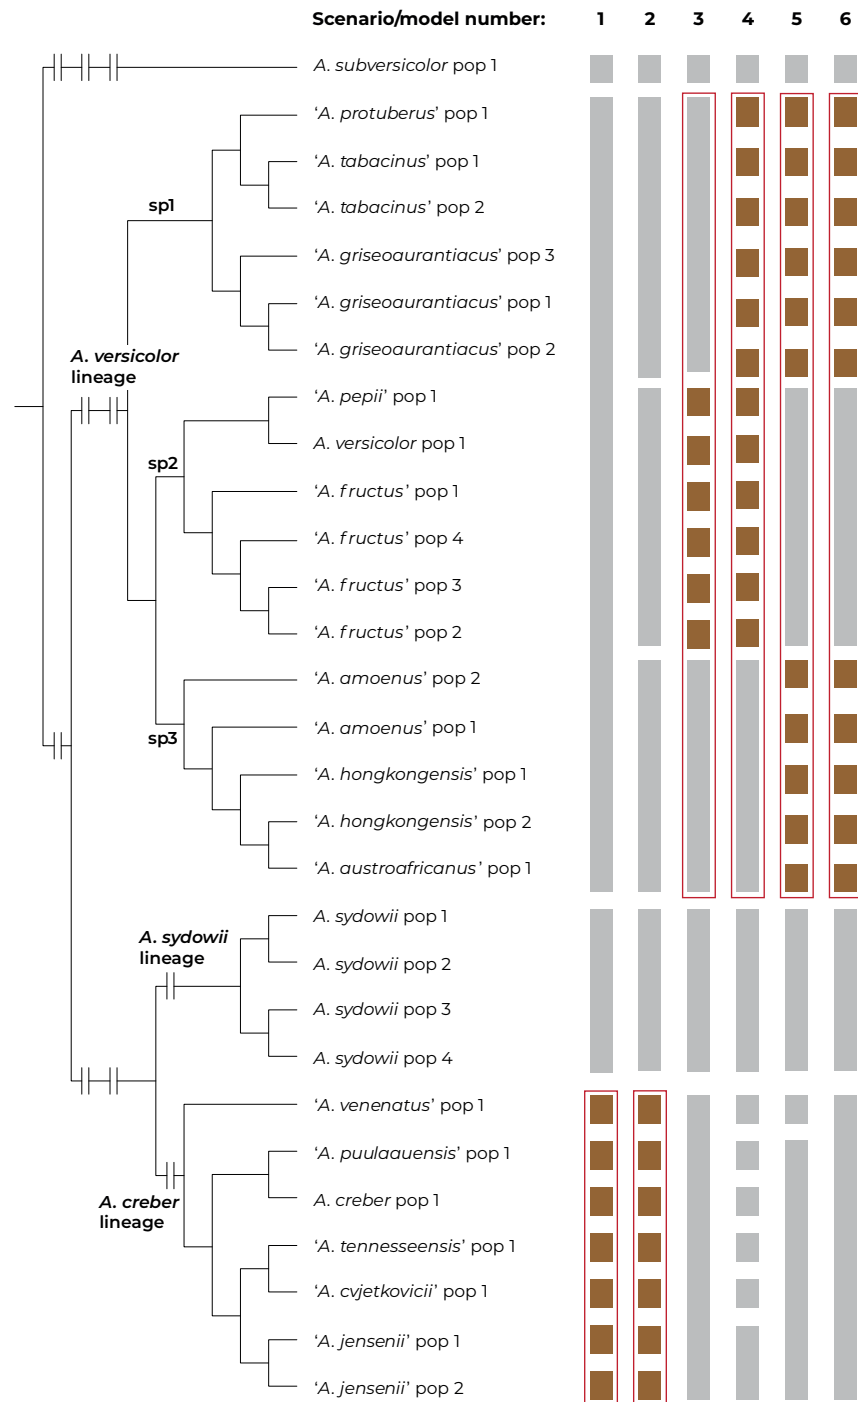 Scenario/model number: 1 2 3 4 5 6
A. subversicolor pop 1
‘A. protuberus’ pop 1
‘A. tabacinus’ pop 1
‘A. tabacinus’ pop 2
sp1
‘A. griseoaurantiacus’ pop 3
‘A. griseoaurantiacus’ pop 1
‘A. griseoaurantiacus’ pop 2
A. versicolor
lineage
‘A. pepii’ pop 1
A. versicolor pop 1
sp2
‘A. fructus’ pop 1
‘A. fructus’ pop 4
‘A. fructus’ pop 3
‘A. fructus’ pop 2
‘A. amoenus’ pop 2
‘A. amoenus’ pop 1
sp3
‘A. hongkongensis’ pop 1
‘A. hongkongensis’ pop 2
‘A. austroafricanus’ pop 1
A. sydowii pop 1
A. sydowii
lineage
A. sydowii pop 2
A. sydowii pop 3
A. sydowii pop 4
‘A. venenatus’ pop 1
‘A. puulaauensis’ pop 1
A. creber pop 1
A. creber
lineage
‘A. tennesseensis’ pop 1
‘A. cvjetkovicii’ pop 1
‘A. jensenii’ pop 1
‘A. jensenii’ pop 2